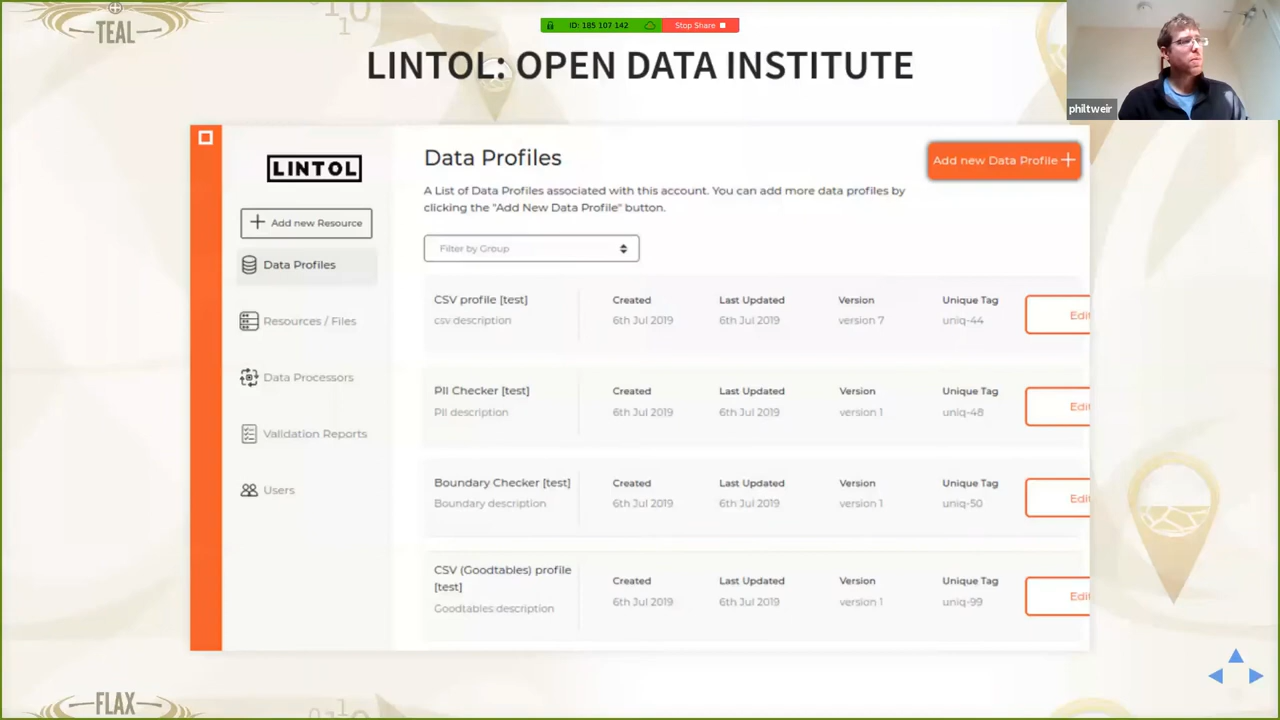 TEAL
ID: 185 107 142
Stop Share
philtweir
LINTOL: OPEN DATA INSTITUTE
LINTOL
Add new Resource
Data Profiles
Resources / Files
Data Processors
Validation Reports
Users
Data Profiles
Add new Data Profile
A List of Data Profiles associated with this account. You can add more data profiles by
clicking the "Add New Data Profile" button.
Filter by Group
CSV profile [test]
csv description
Created
6th Jul 2019
Last Updated
6th Jul 2019
Version
version 7
Unique Tag
uniq-44
Edi
PII Checker [test]
PII description
Created
6th Jul 2019
Last Updated
6th Jul 2019
Version
version 1
Unique Tag
uniq-48
Edi
Boundary Checker [test]
Boundary description
Created
6th Jul 2019
Last Updated
6th Jul 2019
Version
version 1
Unique Tag
uniq-50
Edi
CSV (Goodtables) profile
[test]
Goodtables description
Created
6th Jul 2019
Last Updated
6th Jul 2019
Version
version 1
Unique Tag
uniq-99
Edi
FLAX